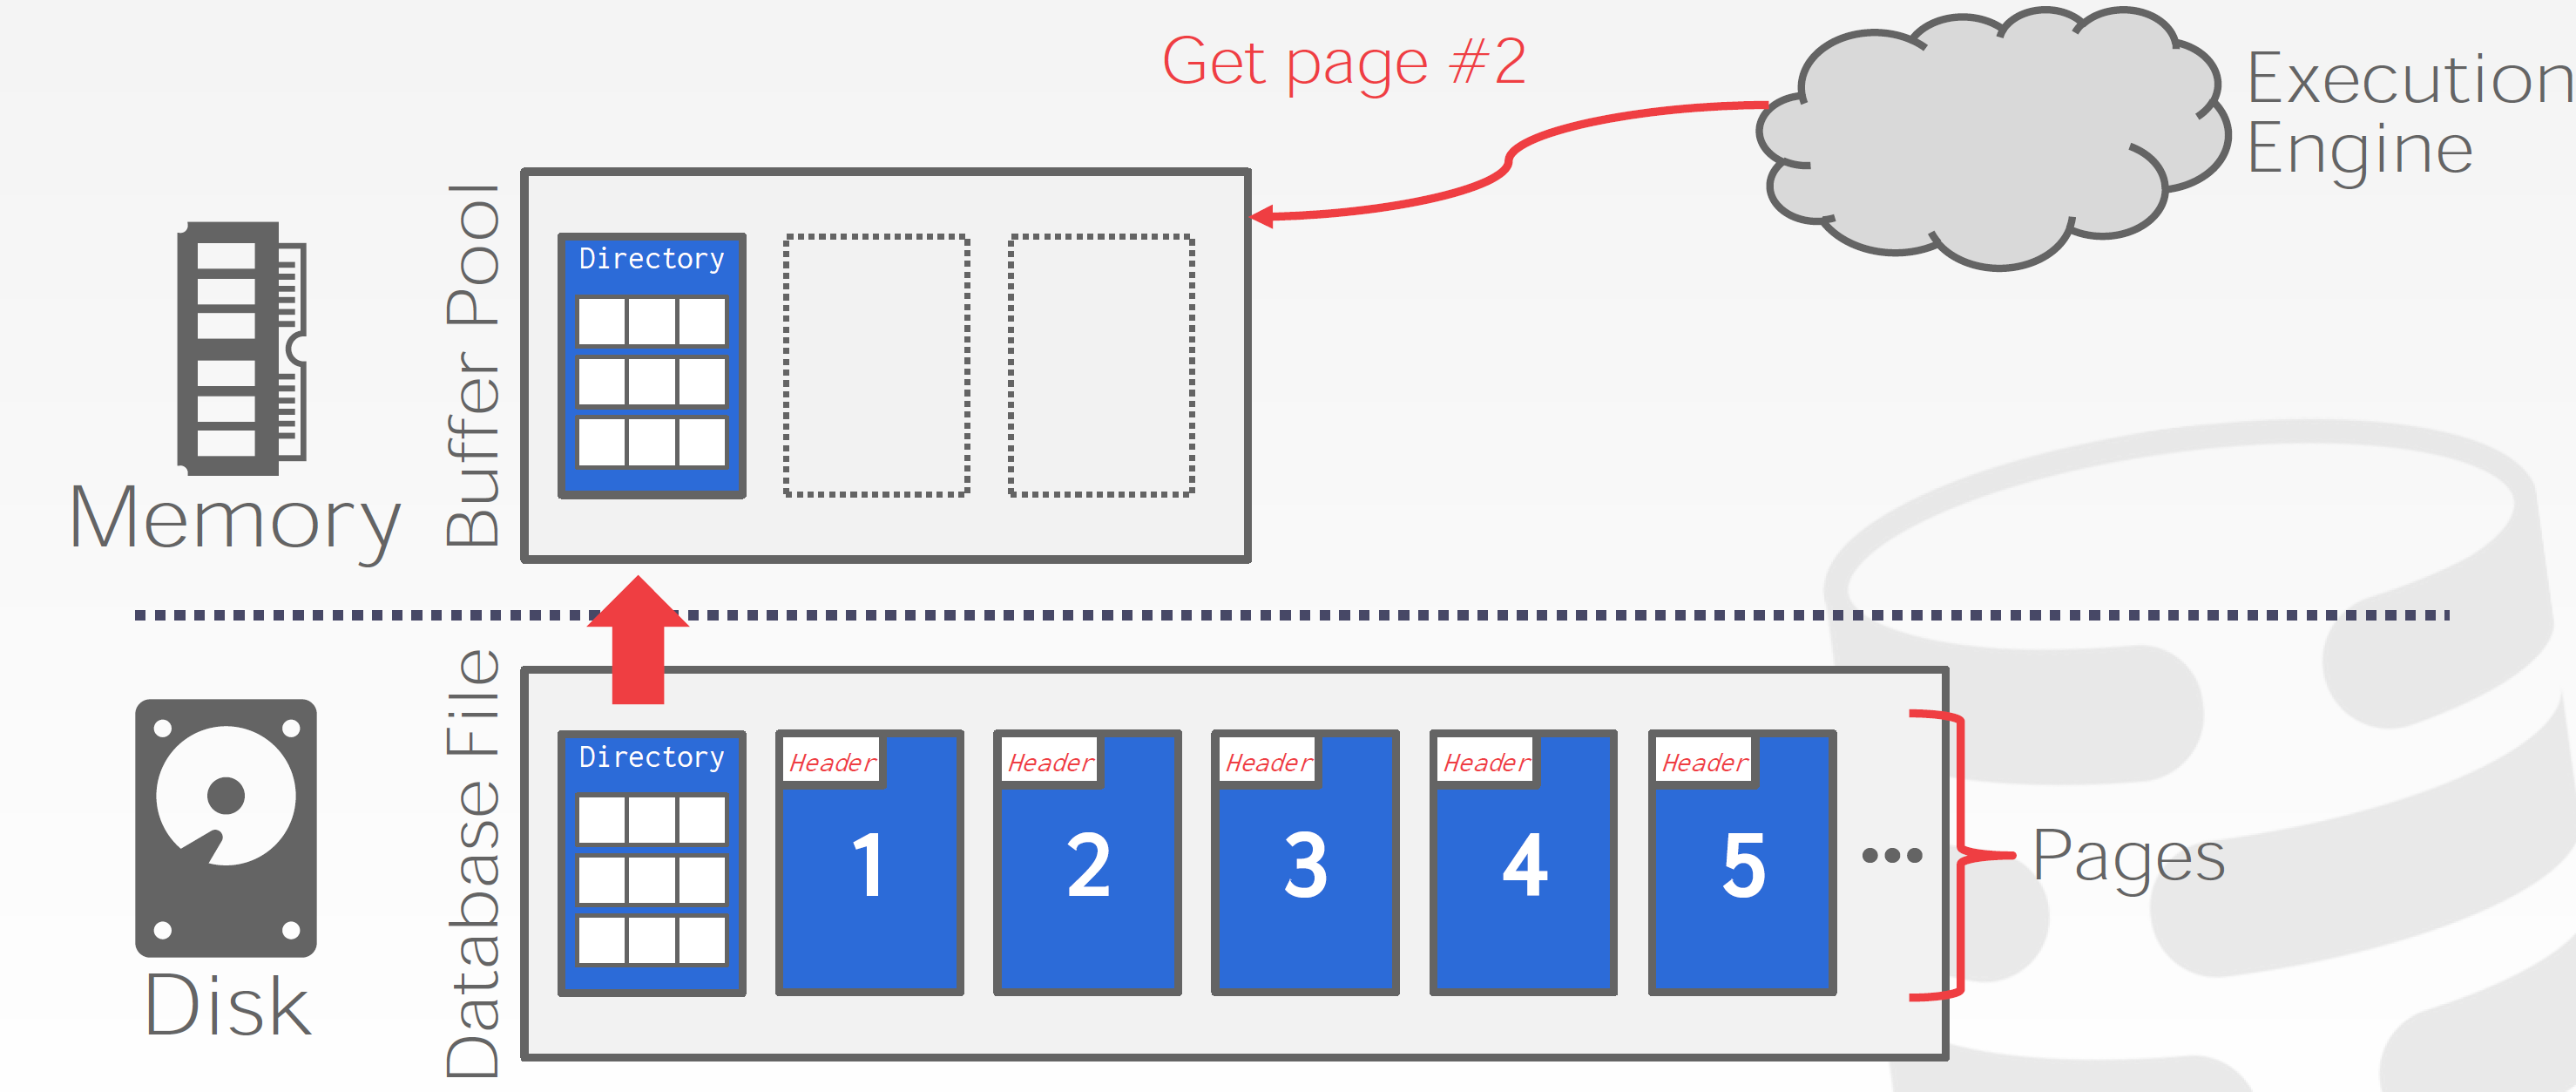 Get page #2
Execution
Engine
Buffer Pool
Directory
Memory
Database File
Directory
Header
1
Header
2
Header
3
Header
4
Header
5
...
Pages
Disk